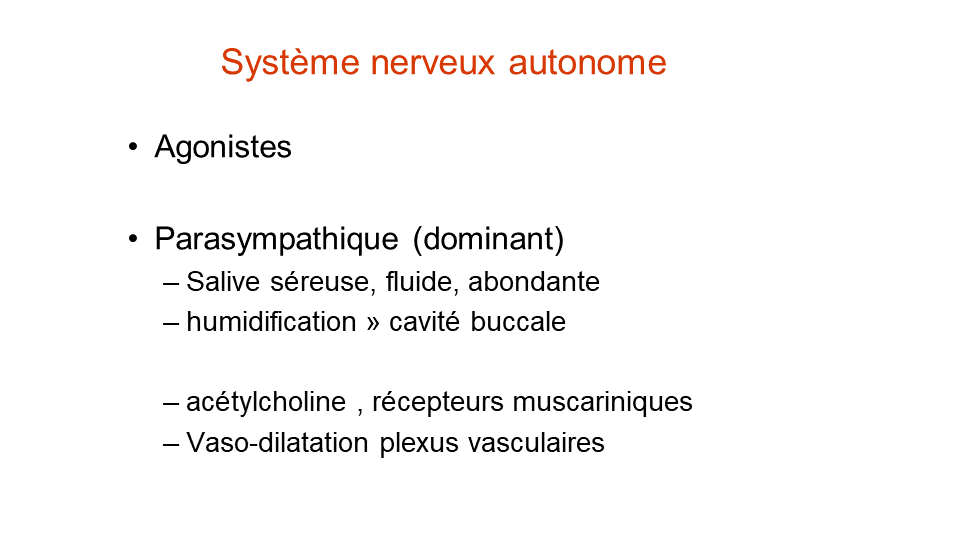 Système nerveux autonome
• Agonistes
• Parasympathique (dominant)
– Salive séreuse, fluide, abondante
– humidification » cavité buccale
– acétylcholine , récepteurs muscariniques
– Vaso-dilatation plexus vasculaires